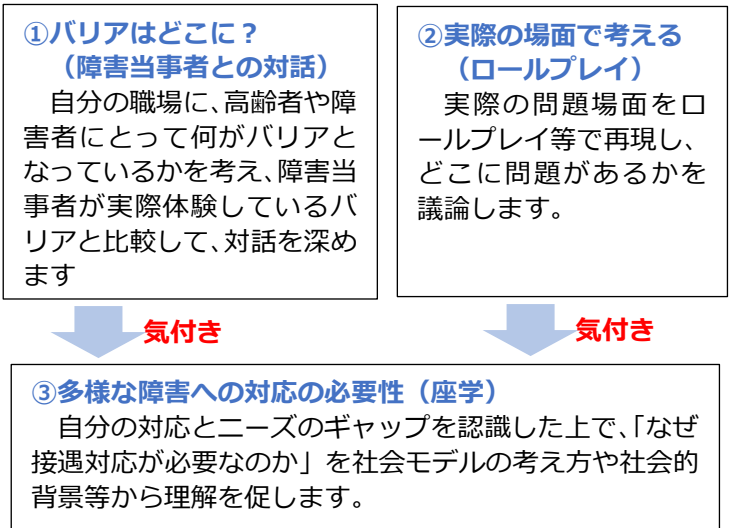 ①バリアはどこに？
（障害当事者との対話）
自分の職場に、高齢者や障
害者にとって何がバリアと
なっているかを考え、障害当
事者が実際体験しているバ
リアと比較して、対話を深め
ます
②実際の場面で考える
（ロールプレイ）
実際の問題場面をロ
ールプレイ等で再現し、
どこに問題があるかを
議論します。
気付き
気付き
③多様な障害への対応の必要性（座学）
自分の対応とニーズのギャップを認識した上で、「なぜ
接遇対応が必要なのか」を社会モデルの考え方や社会的
背景等から理解を促します。